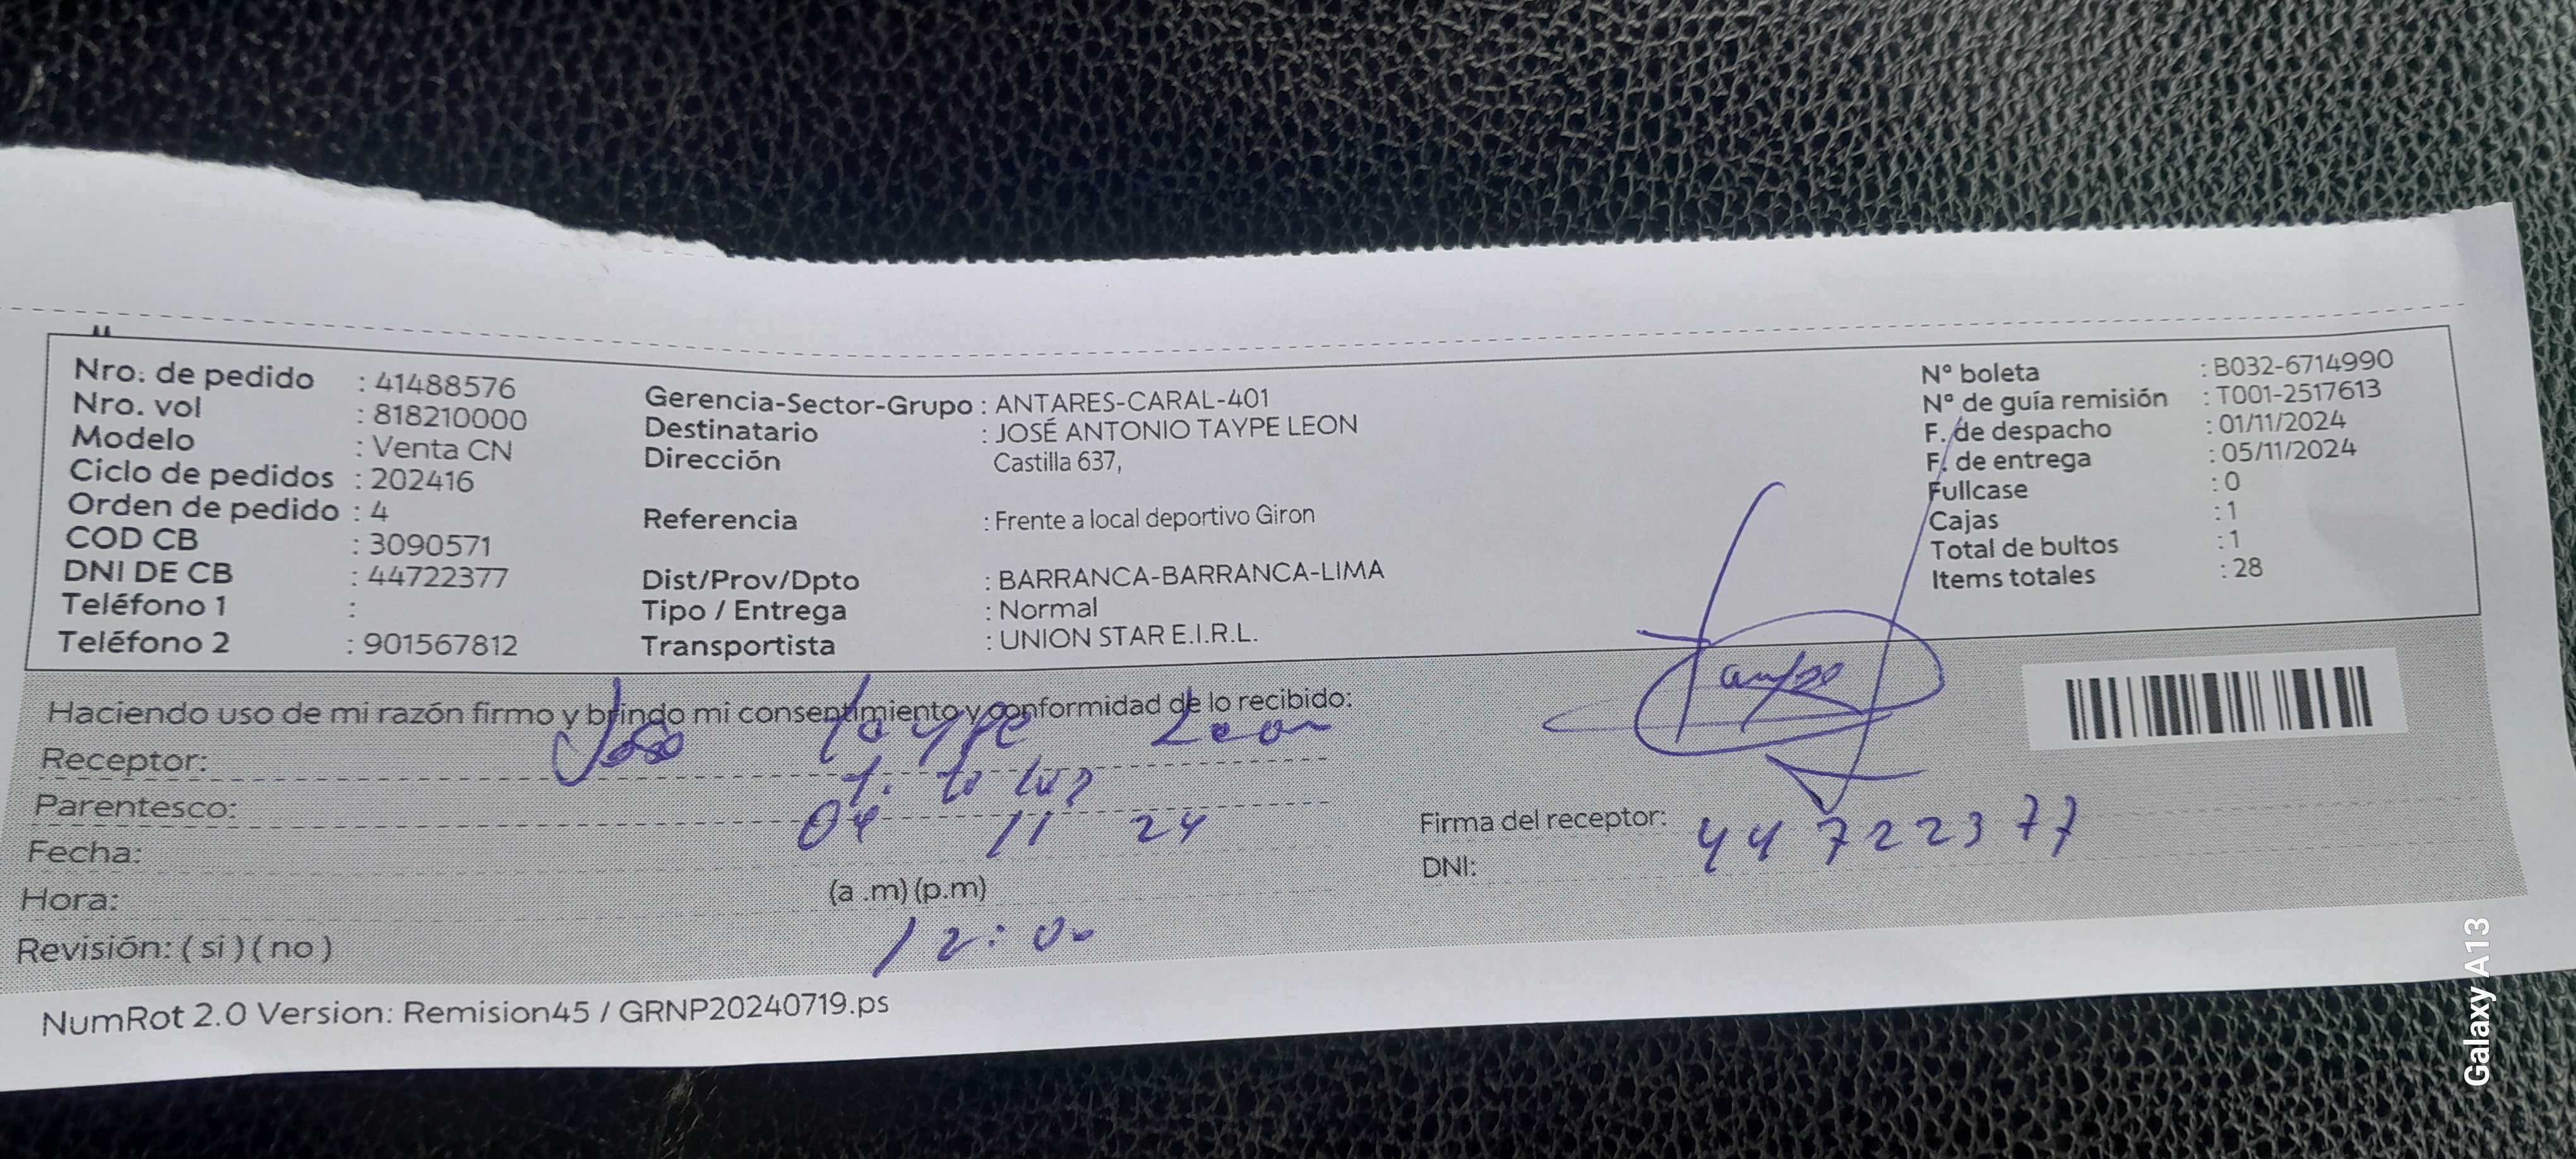 Nro. de pedido : 41488576
Nro. vol : 818210000
Modelo : Venta CN
Ciclo de pedidos : 202416
Orden de pedido : 4
COD CB : 3090571
DNI DE CB : 44722377
Teléfono 1 :
Teléfono 2 : 901567812
Gerencia-Sector-Grupo : ANTARES-CARAL-401
Destinatario : JOSÉ ANTONIO TAYPE LEON
Dirección Castilla 637,
Referencia : Frente a local deportivo Giron
Dist/Prov/Dpto : BARRANCA-BARRANCA-LIMA
Tipo / Entrega : Normal
Transportista : UNION STAR E.I.R.L.
N° boleta : B032-6714990
N° de guía remisión : T001-2517613
F. de despacho : 01/11/2024
F. de entrega : 05/11/2024
Fullcase : 0
Cajas : 1
Total de bultos : 1
Items totales : 28
Haciendo uso de mi razón firmo y brindo mi consentimiento y conformidad de lo recibido:
Receptor: Jose taype Leon
Parentesco:
Fecha: 04 11 24
Hora: (a .m) (p.m)
12:00
Revisión: ( si ) ( no )
Firma del receptor:
DNI: 44722377
NumRot 2.0 Version: Remision45 / GRNP20240719.ps
Galaxy A13